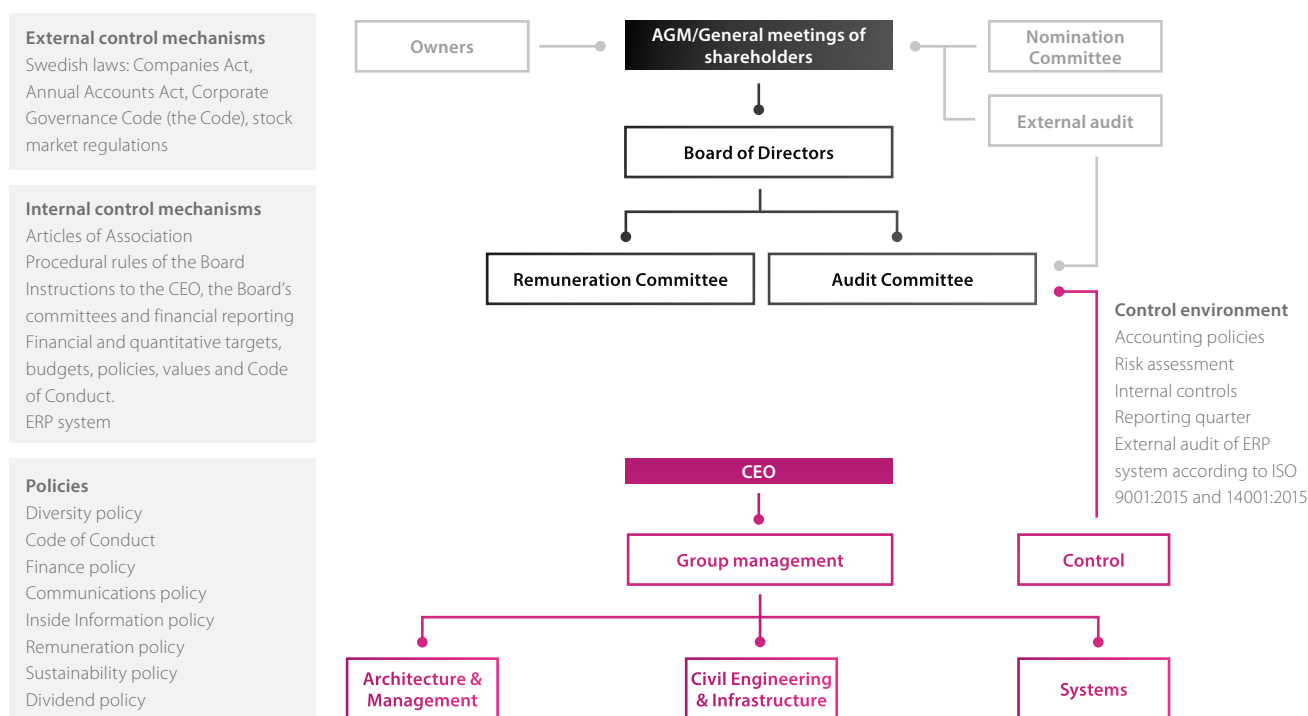 External control mechanisms
Swedish laws: Companies Act,
Annual Accounts Act, Corporate
Governance Code (the Code), stock
market regulations
Internal control mechanisms
Articles of Association
Procedural rules of the Board
Instructions to the CEO, the Board's
committees and financial reporting
Financial and quantitative targets,
budgets, policies, values and Code
of Conduct.
ERP system
Policies
Diversity policy
Code of Conduct
Finance policy
Communications policy
Inside Information policy
Remuneration policy
Sustainability policy
Dividend policy
Owners
AGM/General meetings of
shareholders
Nomination
Committee
External audit
Board of Directors
Remuneration Committee
Audit Committee
Control environment
Accounting policies
Risk assessment
Internal controls
Reporting quarter
External audit of ERP
system according to ISO
9001:2015 and 14001:2015
CEO
Group management
Control
Architecture &
Management
Civil Engineering
& Infrastructure
Systems